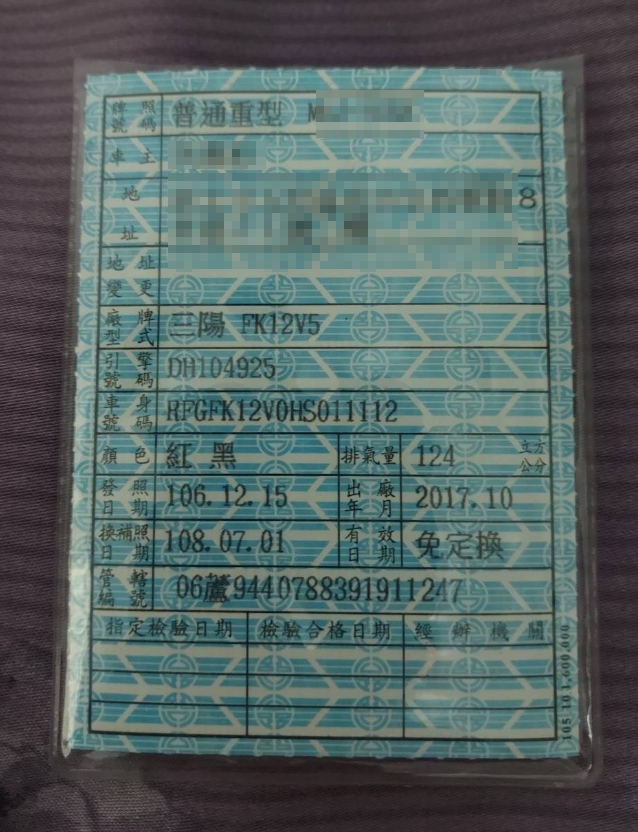 牌照號碼 普通重型 M
車主
地址 8
地址變更
廠牌型式 三陽 FK12V5
引擎號碼 DH104925
車身號碼 RFGFK12V0HS011112
顏色 紅 黑 排氣量 124 立方公分
發照日期 106.12.15 出廠年月 2017.10
換補照日期 108.07.01 有效日期 免定換
管轄編號 06蘆9440788391911247
指定檢驗日期 檢驗合格日期 經辦機關
105.10.1,600,000